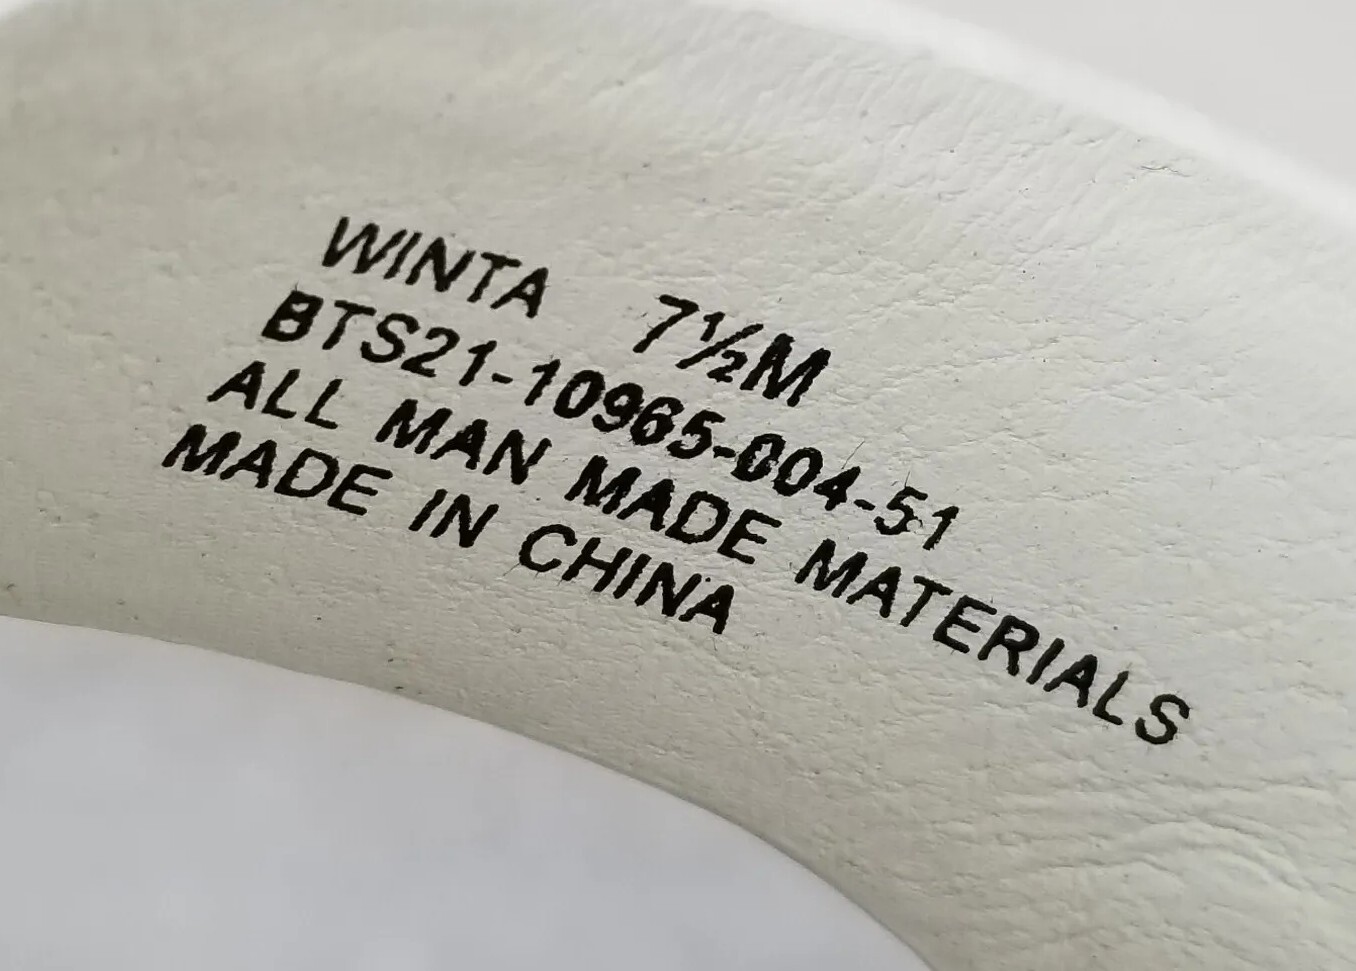 WINTA 7½M
BTS21-10965-004-51
ALL MAN MADE MATERIALS
MADE IN CHINA